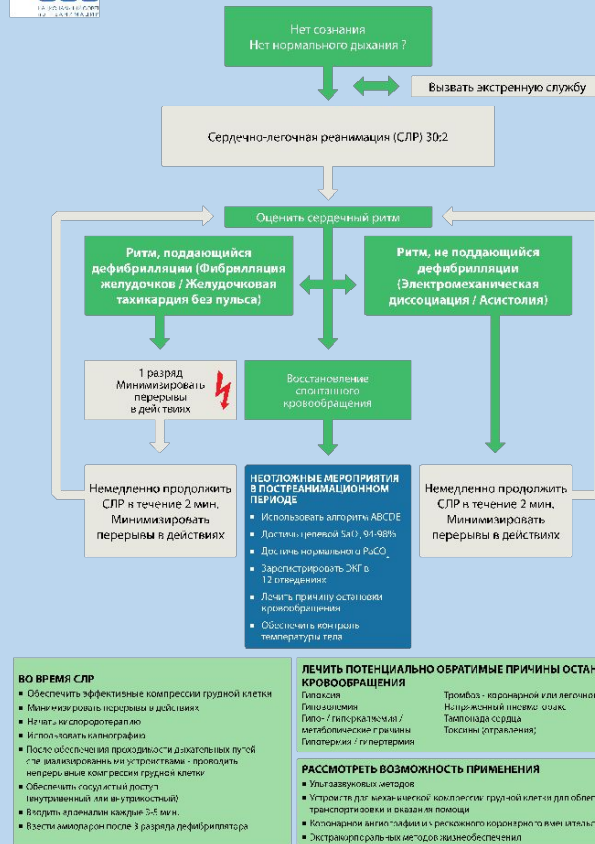 Нет сознания
Нет нормального дыхания ?
Вызвать экстренную службу
Сердечно-легочная реанимация (СЛР) 30:2
Оценить сердечный ритм
Ритм, поддающийся
дефибрилляции (Фибрилляция
желудочков / Желудочковая
тахикардия без пульса)
Ритм, не поддающийся
дефибрилляции
(Электромеханическая
диссоциация / Асистолия)
1 разряд
Минимизировать
перерывы
в действиях
Восстановление
спонтанного
кровообращения
Немедленно продолжить
СЛР в течение 2 мин.
Минимизировать
перерывы в действиях
НЕОТЛОЖНЫЕ МЕРОПРИЯТИЯ
В ПОСТРЕАНИМАЦИОННОМ
ПЕРИОДЕ
▪ Использовать алгоритм ABCDE
▪ Достичь целевой SaO2 94-98%
▪ Достичь нормального PaCO2
▪ Зарегистрировать ЭКГ в
12 отведениях
▪ Лечить причину остановки
кровообращения
▪ Обеспечить контроль
температуры тела
Немедленно продолжить
СЛР в течение 2 мин.
Минимизировать
перерывы в действиях
ВО ВРЕМЯ СЛР
▪ Обеспечить эффективные компрессии грудной клетки
▪ Минимизировать перерывы в действиях
▪ Начать кислородотерапию
▪ Использовать капнографию
▪ После обеспечения проходимости дыхательных путей
специализированными устройствами - проводить
непрерывные компрессии грудной клетки
▪ Обеспечить сосудистый доступ
(внутривенный или внутрикостный)
▪ Вводить адреналин каждые 3-5 мин.
▪ Ввести амиодарон после 3 разряда дефибриллятора
ЛЕЧИТЬ ПОТЕНЦИАЛЬНО ОБРАТИМЫЕ ПРИЧИНЫ ОСТАН
КРОВООБРАЩЕНИЯ
Гипоксия
Гиповолемия
Гипо- / гиперкалиемия /
метаболические причины
Гипотермия / гипертермия
Тромбоз - коронарной или легочной
Напряженный пневмоторакс
Тампонада сердца
Токсины (отравления)
РАССМОТРЕТЬ ВОЗМОЖНОСТЬ ПРИМЕНЕНИЯ
▪ Ультразвуковых методов
▪ Устройств для механической компрессии грудной клетки для облег
транспортировки и оказания помощи
▪ Коронарной ангиографии и чрескожного коронарного вмешательс
▪ Экстракорпоральных методов жизнеобеспечения